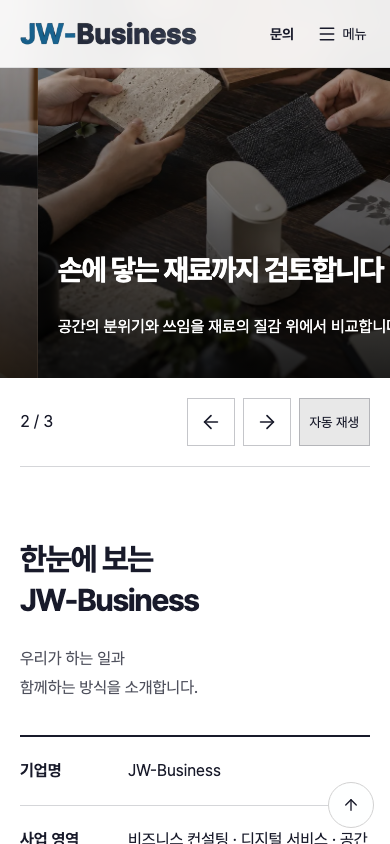 JW-Business
문의
메뉴
손에 닿는 재료까지 검토합니다
공간의 분위기와 쓰임을 재료의 질감 위에서 비교합니
2 / 3
자동 재생
한눈에 보는
JW-Business
우리가 하는 일과
함께하는 방식을 소개합니다.
기업명 JW-Business
사업 영역 비즈니스 컨설팅 · 디지털 서비스 · 공간